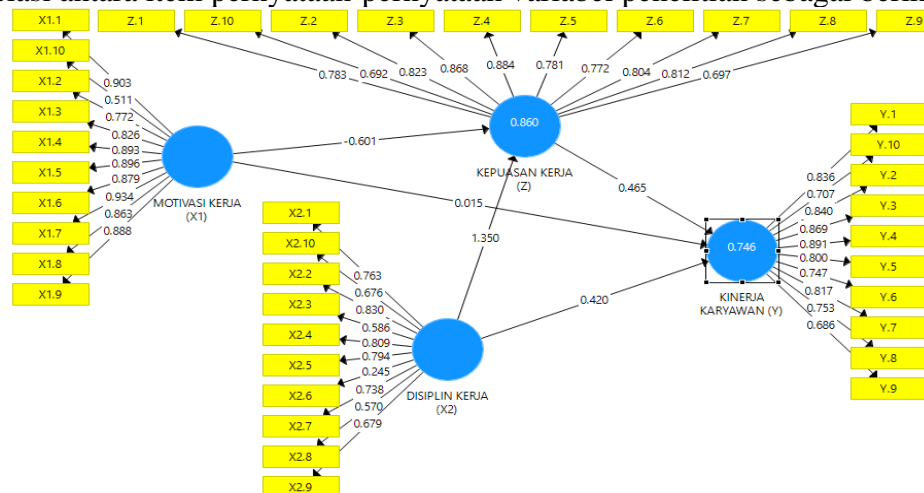 X1.1
Z.1
Z.10
Z.2
Z.3
Z.4
Z.5
Z.6
Z.7
Z.8
Z.9
X1.10
X1.2
X1.3
X1.4
X1.5
X1.6
X1.7
X1.8
X1.9
0.903
0.511
0.772
0.826
0.893
0.896
0.879
0.934
0.863
0.888
MOTIVASI KERJA
(X1)
0.783
0.692
0.823
0.868
0.884
0.781
0.772
0.804
0.812
0.697
0.860
KEPUASAN KERJA
(Z)
-0.601
0.015
1.350
0.465
0.420
X2.1
X2.10
X2.2
X2.3
X2.4
X2.5
X2.6
X2.7
X2.8
X2.9
0.763
0.676
0.830
0.586
0.809
0.794
0.245
0.738
0.570
0.679
DISIPLIN KERJA
(X2)
0.746
KINERJA
KARYAWAN (Y)
0.836
0.707
0.840
0.869
0.891
0.800
0.747
0.817
0.753
0.686
Y.1
Y.10
Y.2
Y.3
Y.4
Y.5
Y.6
Y.7
Y.8
Y.9